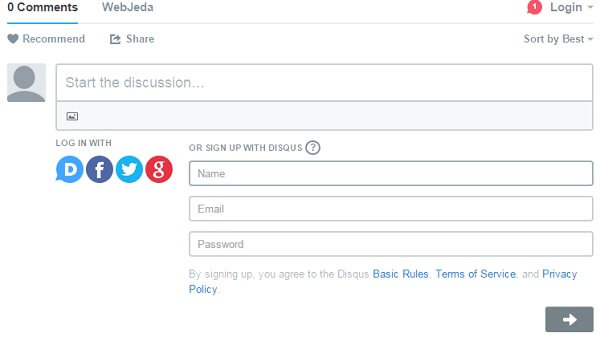 0 Comments WebJeda 1 Login
Recommend Share Sort by Best
Start the discussion...
LOG IN WITH
OR SIGN UP WITH DISQUS ?
D f g
Name
Email
Password
By signing up, you agree to the Disqus Basic Rules, Terms of Service, and Privacy
Policy.